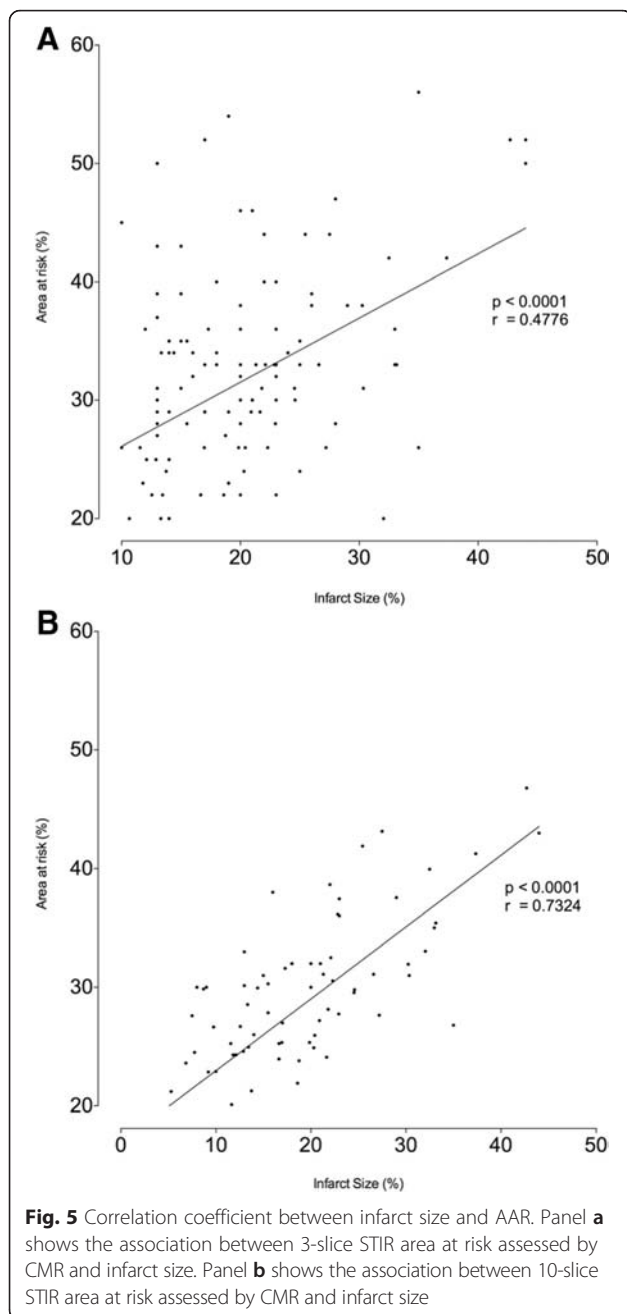 A
60
50
40
30
20
Area at risk (%)
p < 0.0001
r = 0.4776
10 20 30 40 50
Infarct Size (%)
B
60
50
40
30
20
Area at risk (%)
p < 0.0001
r = 0.7324
0 10 20 30 40 50
Infarct Size (%)
Fig. 5 Correlation coefficient between infarct size and AAR. Panel a
shows the association between 3-slice STIR area at risk assessed by
CMR and infarct size. Panel b shows the association between 10-slice
STIR area at risk assessed by CMR and infarct size